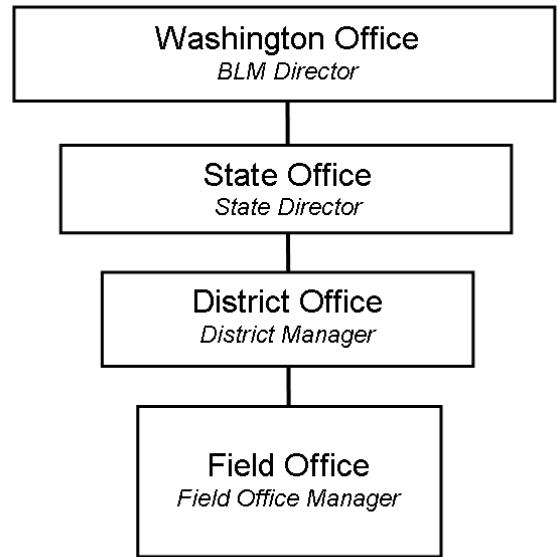 Washington Office
BLM Director
State Office
State Director
District Office
District Manager
Field Office
Field Office Manager